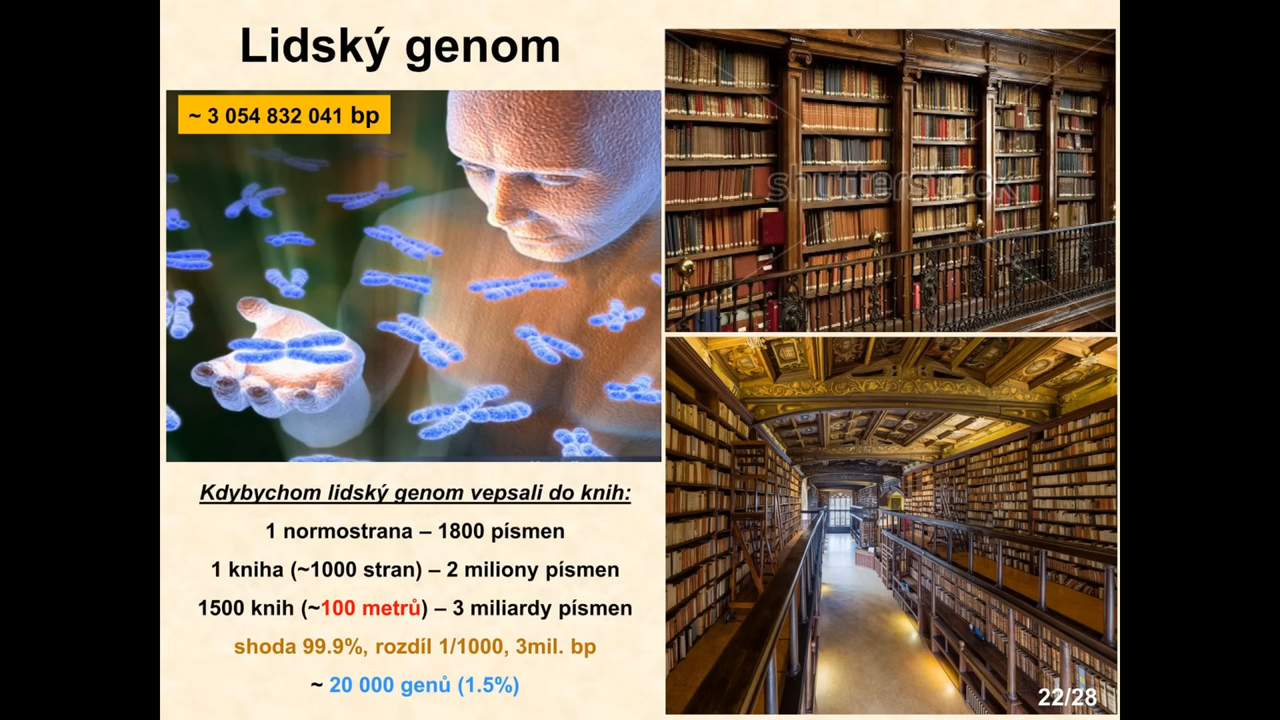 Lidský genom
~ 3 054 832 041 bp
shutterstock
Kdybychom lidský genom vepsali do knih:
1 normostrana – 1800 písmen
1 kniha (~1000 stran) – 2 miliony písmen
1500 knih (~100 metrů) – 3 miliardy písmen
shoda 99.9%, rozdíl 1/1000, 3mil. bp
~ 20 000 genů (1.5%)
22/28